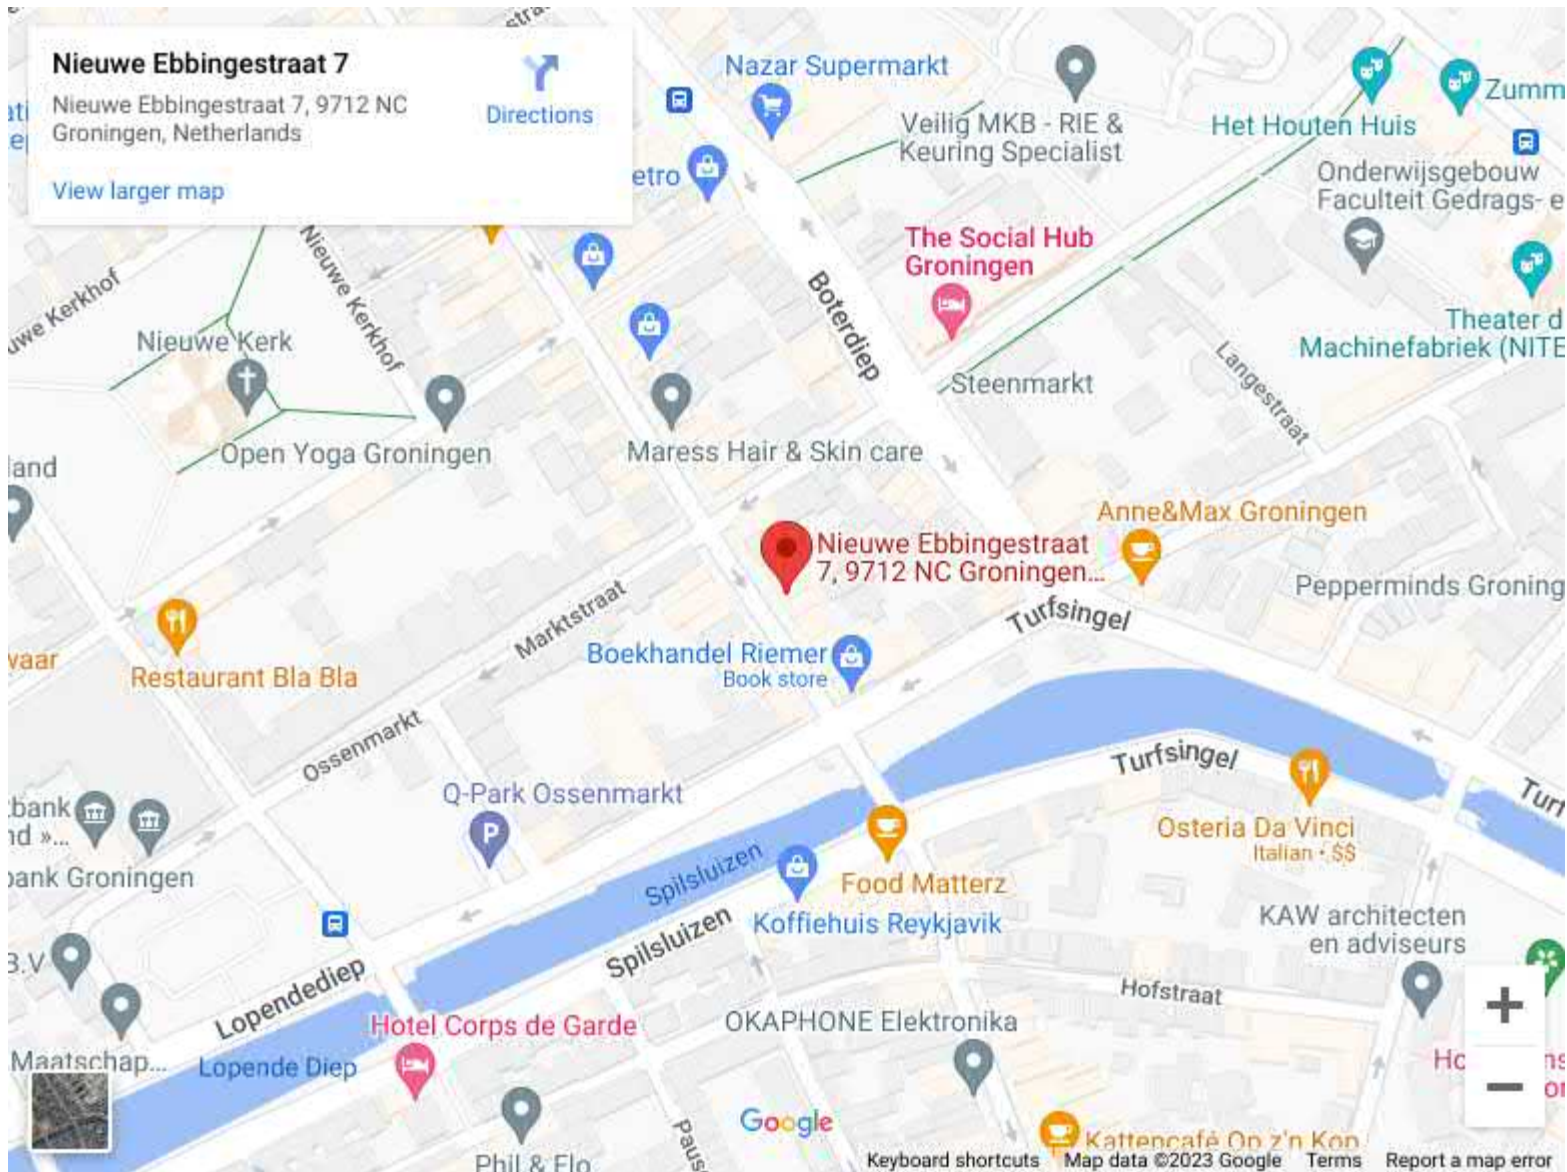 stra
Nieuwe Ebbingestraat 7
Nieuwe Ebbingestraat 7, 9712 NC
Groningen, Netherlands
Directions
View larger map
Nazar Supermarkt
Veilig MKB - RIE &
Keuring Specialist
Het Houten Huis
Zumm
Onderwijsgebouw
Faculteit Gedrags- e
etro
The Social Hub
Groningen
Nieuwe Kerkhof
uwe Kerkhof
Boterdiep
Theater d
Machinefabriek (NITE
Nieuwe Kerk
Steenmarkt
Langestraat
Open Yoga Groningen
Maress Hair & Skin care
land
Anne&Max Groningen
Nieuwe Ebbingestraat
7, 9712 NC Groningen...
Pepperminds Groning
Marktstraat
Turfsingel
Boekhandel Riemer
Book store
vaar
Restaurant Bla Bla
Ossenmarkt
Turfsingel
Q-Park Ossenmarkt
P
Turf
tbank
nd »...
Osteria Da Vinci
Italian • $$
bank Groningen
Spilsluizen
Food Matterz
Koffiehuis Reykjavik
KAW architecten
en adviseurs
Spilsluizen
B.V
Lopendediep
Hofstraat
Hotel Corps de Garde
OKAPHONE Elektronika
Maatschap...
Lopende Diep
Ho
Google
Kattencafé Op z'n Kop
Paus
Phil & Flo
Keyboard shortcuts
Map data ©2023 Google
Terms
Report a map error